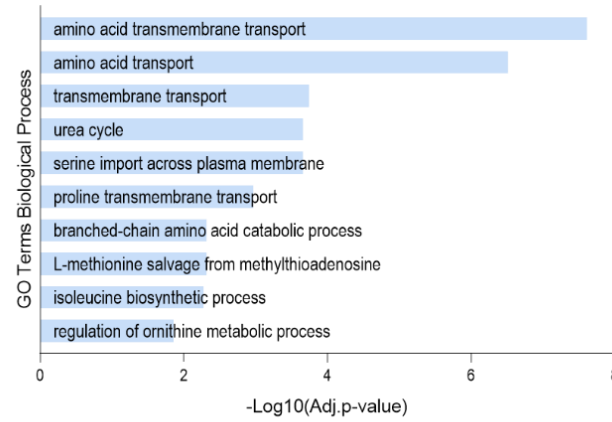 GO Terms Biological Process
amino acid transmembrane transport
amino acid transport
transmembrane transport
urea cycle
serine import across plasma membrane
proline transmembrane transport
branched-chain amino acid catabolic process
L-methionine salvage from methylthioadenosine
isoleucine biosynthetic process
regulation of ornithine metabolic process
0 2 4 6 8
-Log10(Adj.p-value)